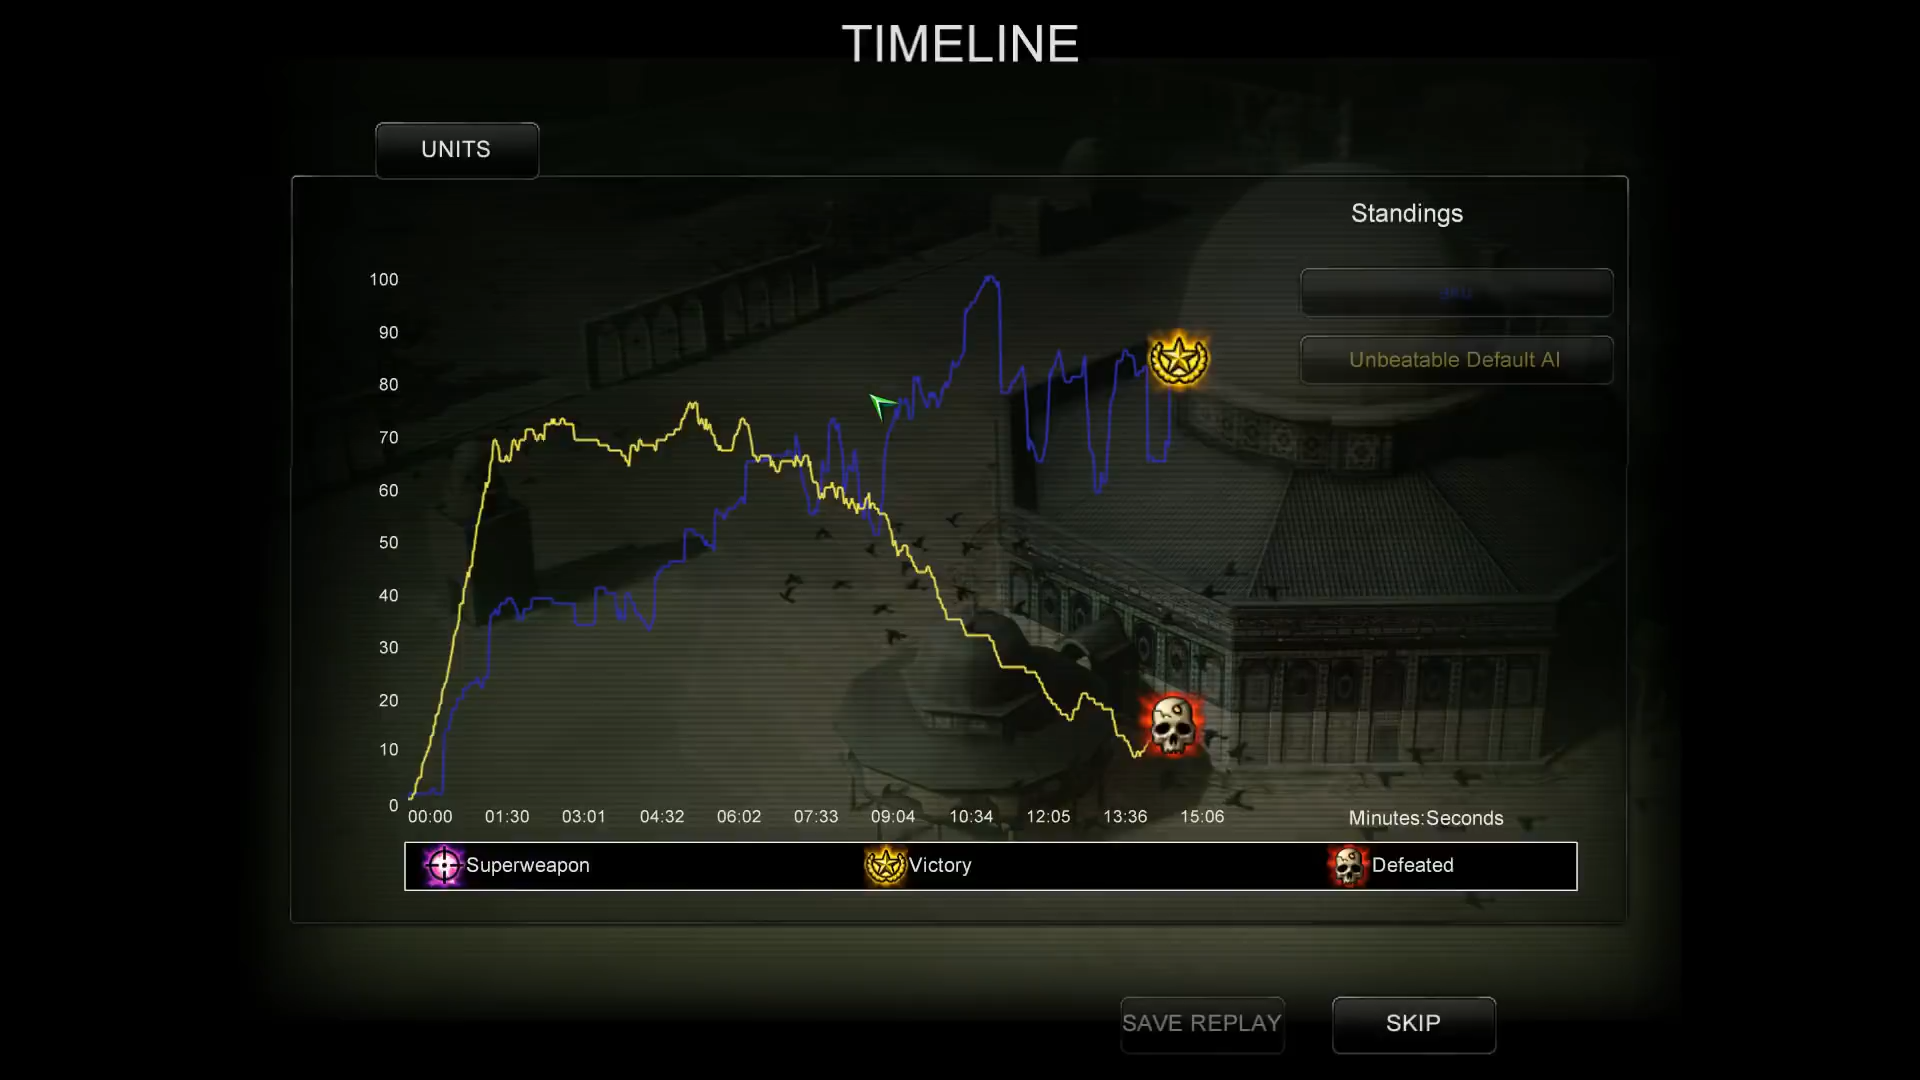 TIMELINE
UNITS
Standings
Unbeatable Default AI
100
90
80
70
60
50
40
30
20
10
0
00:00 01:30 03:01 04:32 06:02 07:33 09:04 10:34 12:05 13:36 15:06 Minutes:Seconds
Superweapon Victory Defeated
SAVE REPLAY SKIP